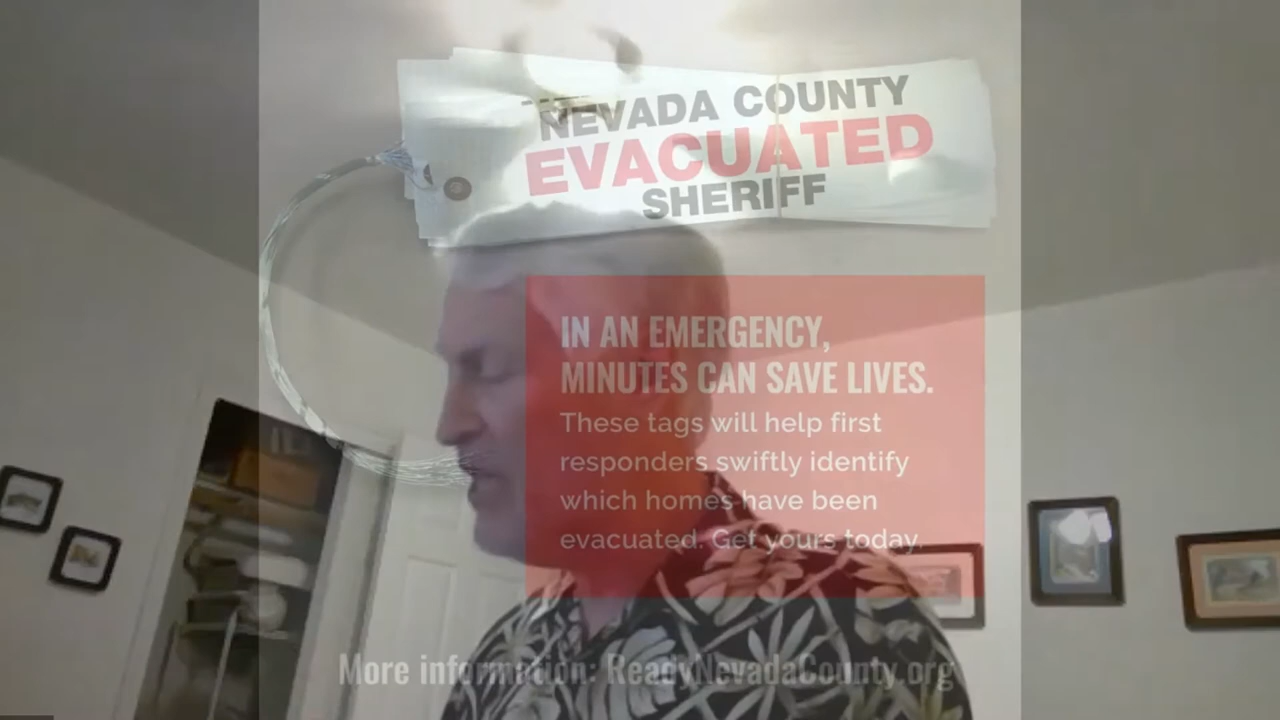 NEVADA COUNTY
EVACUATED
SHERIFF
IN AN EMERGENCY,
MINUTES CAN SAVE LIVES.
These tags will help first
responders swiftly identify
which homes have been
evacuated. Get yours today.
More information: ReadyNevadaCounty.org